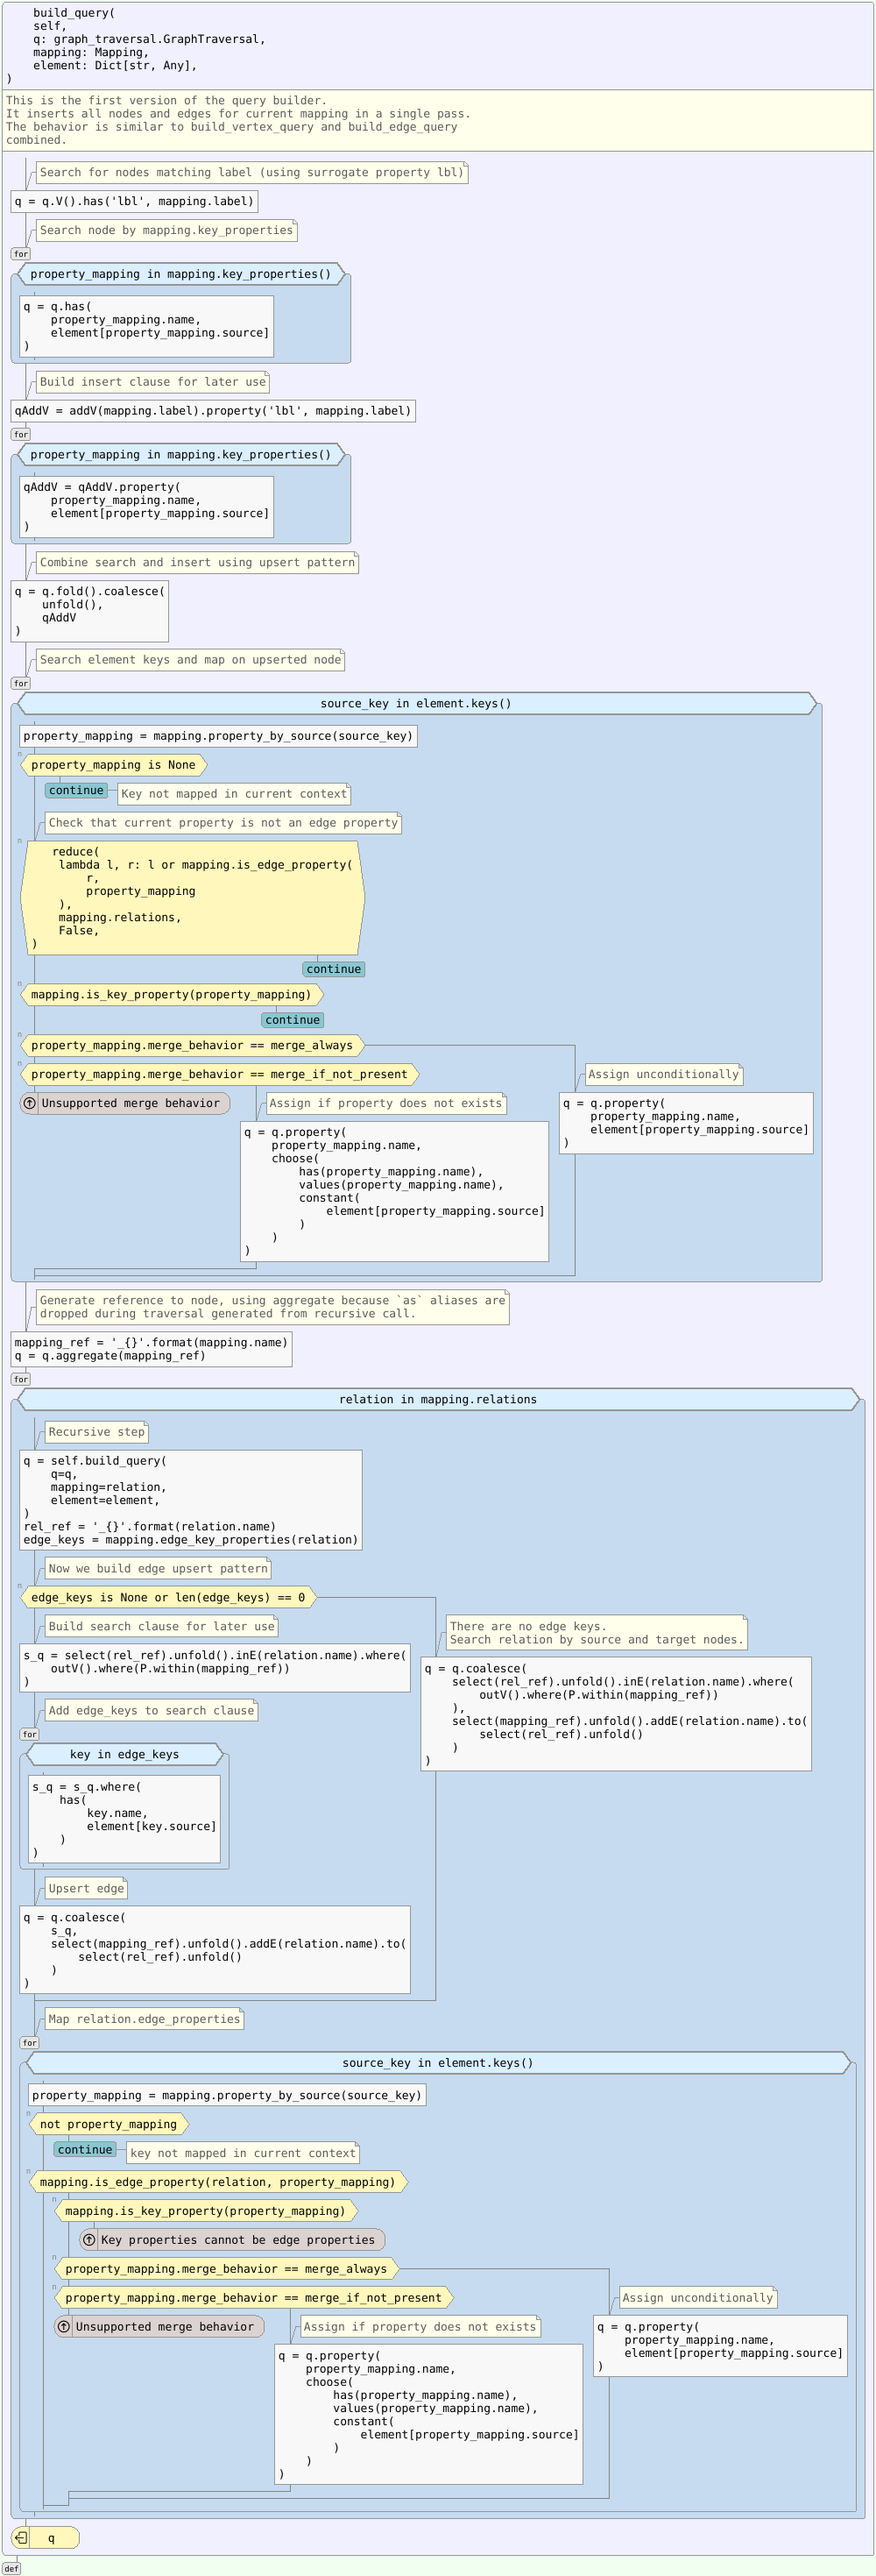 build_query(
self,
q: graph_traversal.GraphTraversal,
mapping: Mapping,
element: Dict[str, Any],
)
This is the first version of the query builder.
It inserts all nodes and edges for current mapping in a single pass.
The behavior is similar to build_vertex_query and build_edge_query
combined.
Search for nodes matching label (using surrogate property lbl)
q = q.V().has('lbl', mapping.label)
Search node by mapping.key_properties
for
property_mapping in mapping.key_properties()
q = q.has(
property_mapping.name,
element[property_mapping.source]
)
Build insert clause for later use
qAddV = addV(mapping.label).property('lbl', mapping.label)
for
property_mapping in mapping.key_properties()
qAddV = qAddV.property(
property_mapping.name,
element[property_mapping.source]
)
Combine search and insert using upsert pattern
q = q.fold().coalesce(
unfold(),
qAddV
)
Search element keys and map on upserted node
for
source_key in element.keys()
property_mapping = mapping.property_by_source(source_key)
n
property_mapping is None
continue
Key not mapped in current context
Check that current property is not an edge property
n
reduce(
lambda l, r: l or mapping.is_edge_property(
r,
property_mapping
),
mapping.relations,
False,
)
continue
n
mapping.is_key_property(property_mapping)
continue
n
property_mapping.merge_behavior == merge_always
n
property_mapping.merge_behavior == merge_if_not_present
Assign unconditionally
Unsupported merge behavior
Assign if property does not exists
q = q.property(
property_mapping.name,
element[property_mapping.source]
)
q = q.property(
property_mapping.name,
choose(
has(property_mapping.name),
values(property_mapping.name),
constant(
element[property_mapping.source]
)
)
)
Generate reference to node, using aggregate because `as` aliases are
dropped during traversal generated from recursive call.
mapping_ref = '_{}'.format(mapping.name)
q = q.aggregate(mapping_ref)
for
relation in mapping.relations
Recursive step
q = self.build_query(
q=q,
mapping=relation,
element=element,
)
rel_ref = '_{}'.format(relation.name)
edge_keys = mapping.edge_key_properties(relation)
Now we build edge upsert pattern
n
edge_keys is None or len(edge_keys) == 0
Build search clause for later use
There are no edge keys.
Search relation by source and target nodes.
s_q = select(rel_ref).unfold().inE(relation.name).where(
outV().where(P.within(mapping_ref))
)
q = q.coalesce(
select(rel_ref).unfold().inE(relation.name).where(
outV().where(P.within(mapping_ref))
),
select(mapping_ref).unfold().addE(relation.name).to(
select(rel_ref).unfold()
)
)
Add edge_keys to search clause
for
key in edge_keys
s_q = s_q.where(
has(
key.name,
element[key.source]
)
)
Upsert edge
q = q.coalesce(
s_q,
select(mapping_ref).unfold().addE(relation.name).to(
select(rel_ref).unfold()
)
)
Map relation.edge_properties
for
source_key in element.keys()
property_mapping = mapping.property_by_source(source_key)
n
not property_mapping
continue
key not mapped in current context
n
mapping.is_edge_property(relation, property_mapping)
n
mapping.is_key_property(property_mapping)
Key properties cannot be edge properties
n
property_mapping.merge_behavior == merge_always
n
property_mapping.merge_behavior == merge_if_not_present
Assign unconditionally
Unsupported merge behavior
Assign if property does not exists
q = q.property(
property_mapping.name,
element[property_mapping.source]
)
q = q.property(
property_mapping.name,
choose(
has(property_mapping.name),
values(property_mapping.name),
constant(
element[property_mapping.source]
)
)
)
q
def